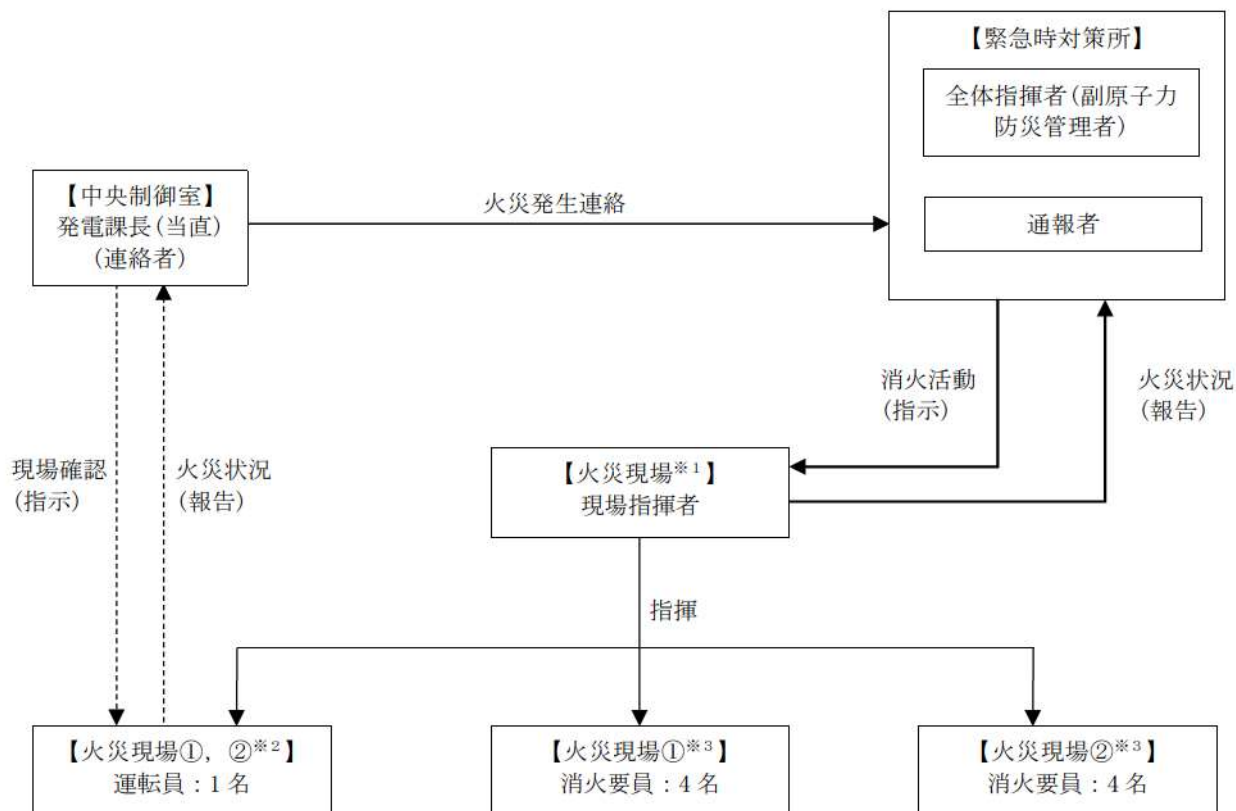 【緊急時対策所】
全体指揮者(副原子力
防災管理者)
通報者
【中央制御室】
発電課長(当直)
(連絡者)
火災発生連絡
消火活動
(指示)
火災状況
(報告)
現場確認
(指示)
火災状況
(報告)
【火災現場※1】
現場指揮者
指揮
【火災現場①，②※2】
運転員：1名
【火災現場①※3】
消火要員：4名
【火災現場②※3】
消火要員：4名